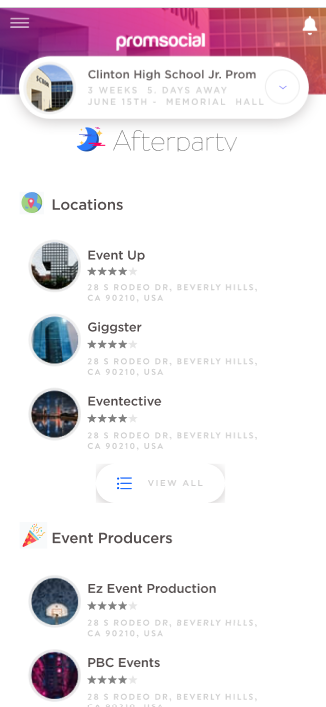 promsocial
Clinton High School Jr. Prom
3 WEEKS 5. DAYS AWAY
JUNE 15TH - MEMORIAL HALL
Afterparty
Locations
Event Up
28 S RODEO DR, BEVERLY HILLS,
CA 90210, USA
Giggster
28 S RODEO DR, BEVERLY HILLS,
CA 90210, USA
Eventective
28 S RODEO DR, BEVERLY HILLS,
CA 90210, USA
VIEW ALL
Event Producers
Ez Event Production
28 S RODEO DR, BEVERLY HILLS,
CA 90210, USA
PBC Events
28 S RODEO DR, BEVERLY HILLS,